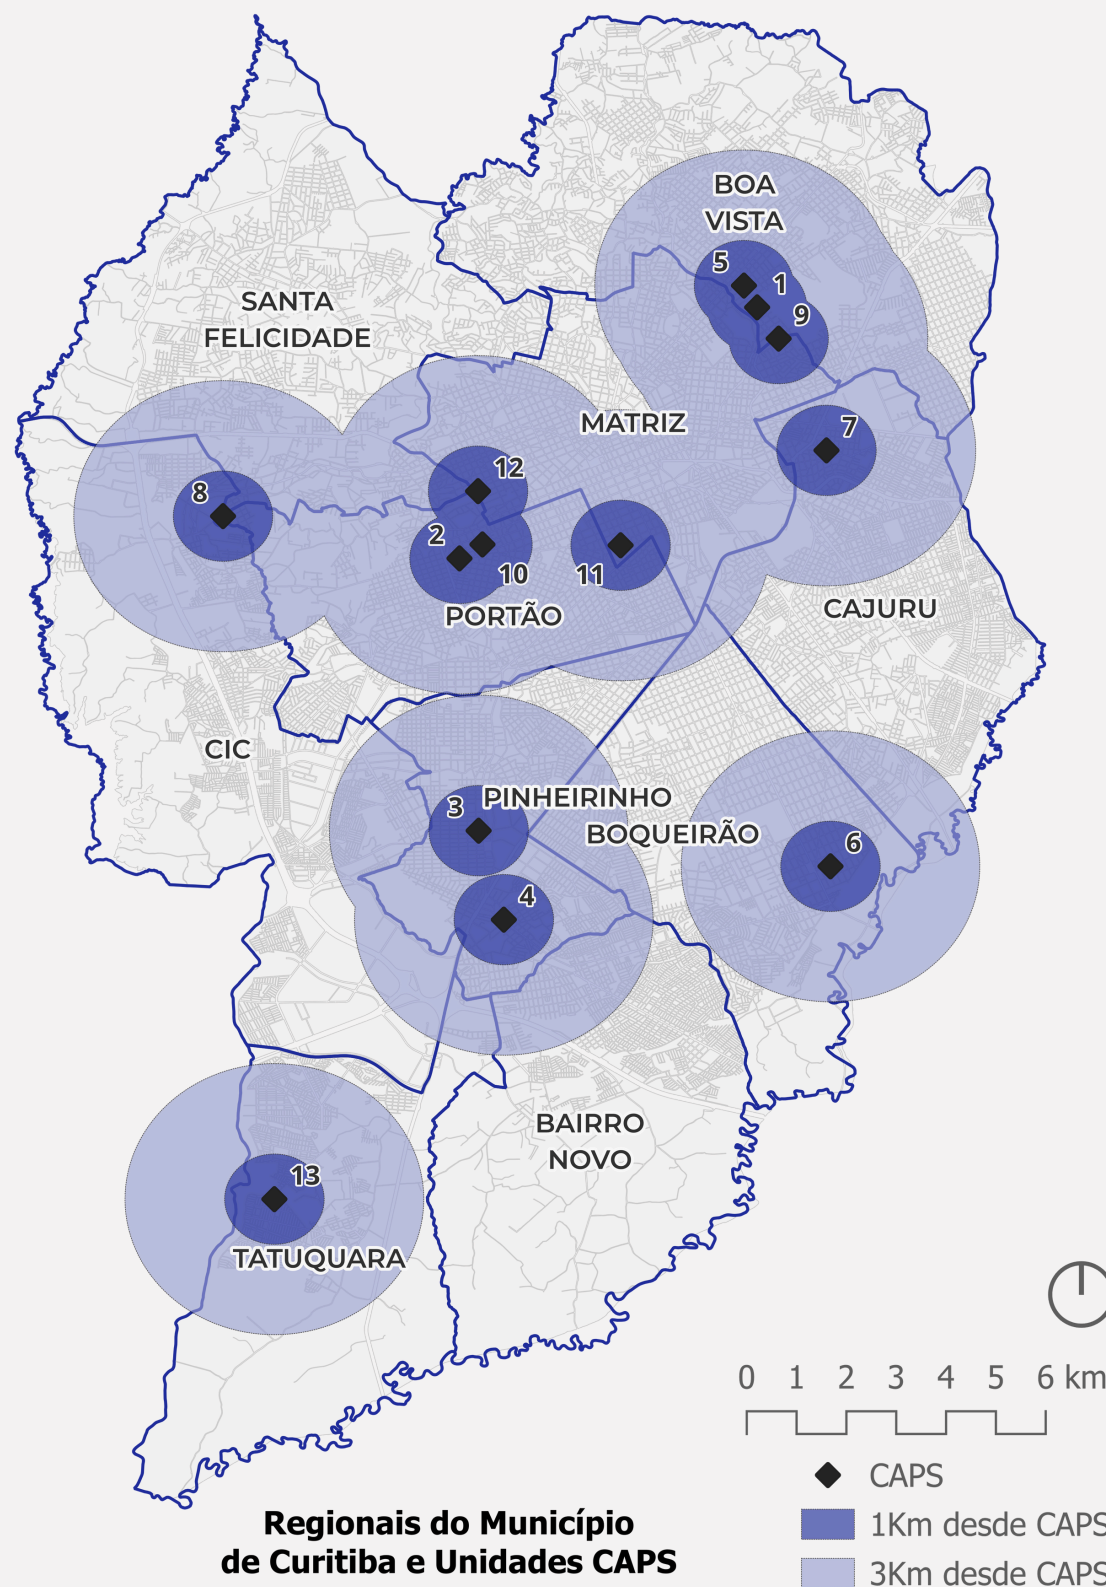 BOA
VISTA
5
1
9
SANTA
FELICIDADE
MATRIZ
7
12
8
2
10
11
PORTÃO
CAJURU
CIC
3
PINHEIRINHO
BOQUEIRÃO
6
4
BAIRRO
NOVO
13
TATUQUARA
0 1 2 3 4 5 6 km
CAPS
1Km desde CAPS
3Km desde CAPS
Regionais do Município
de Curitiba e Unidades CAPS